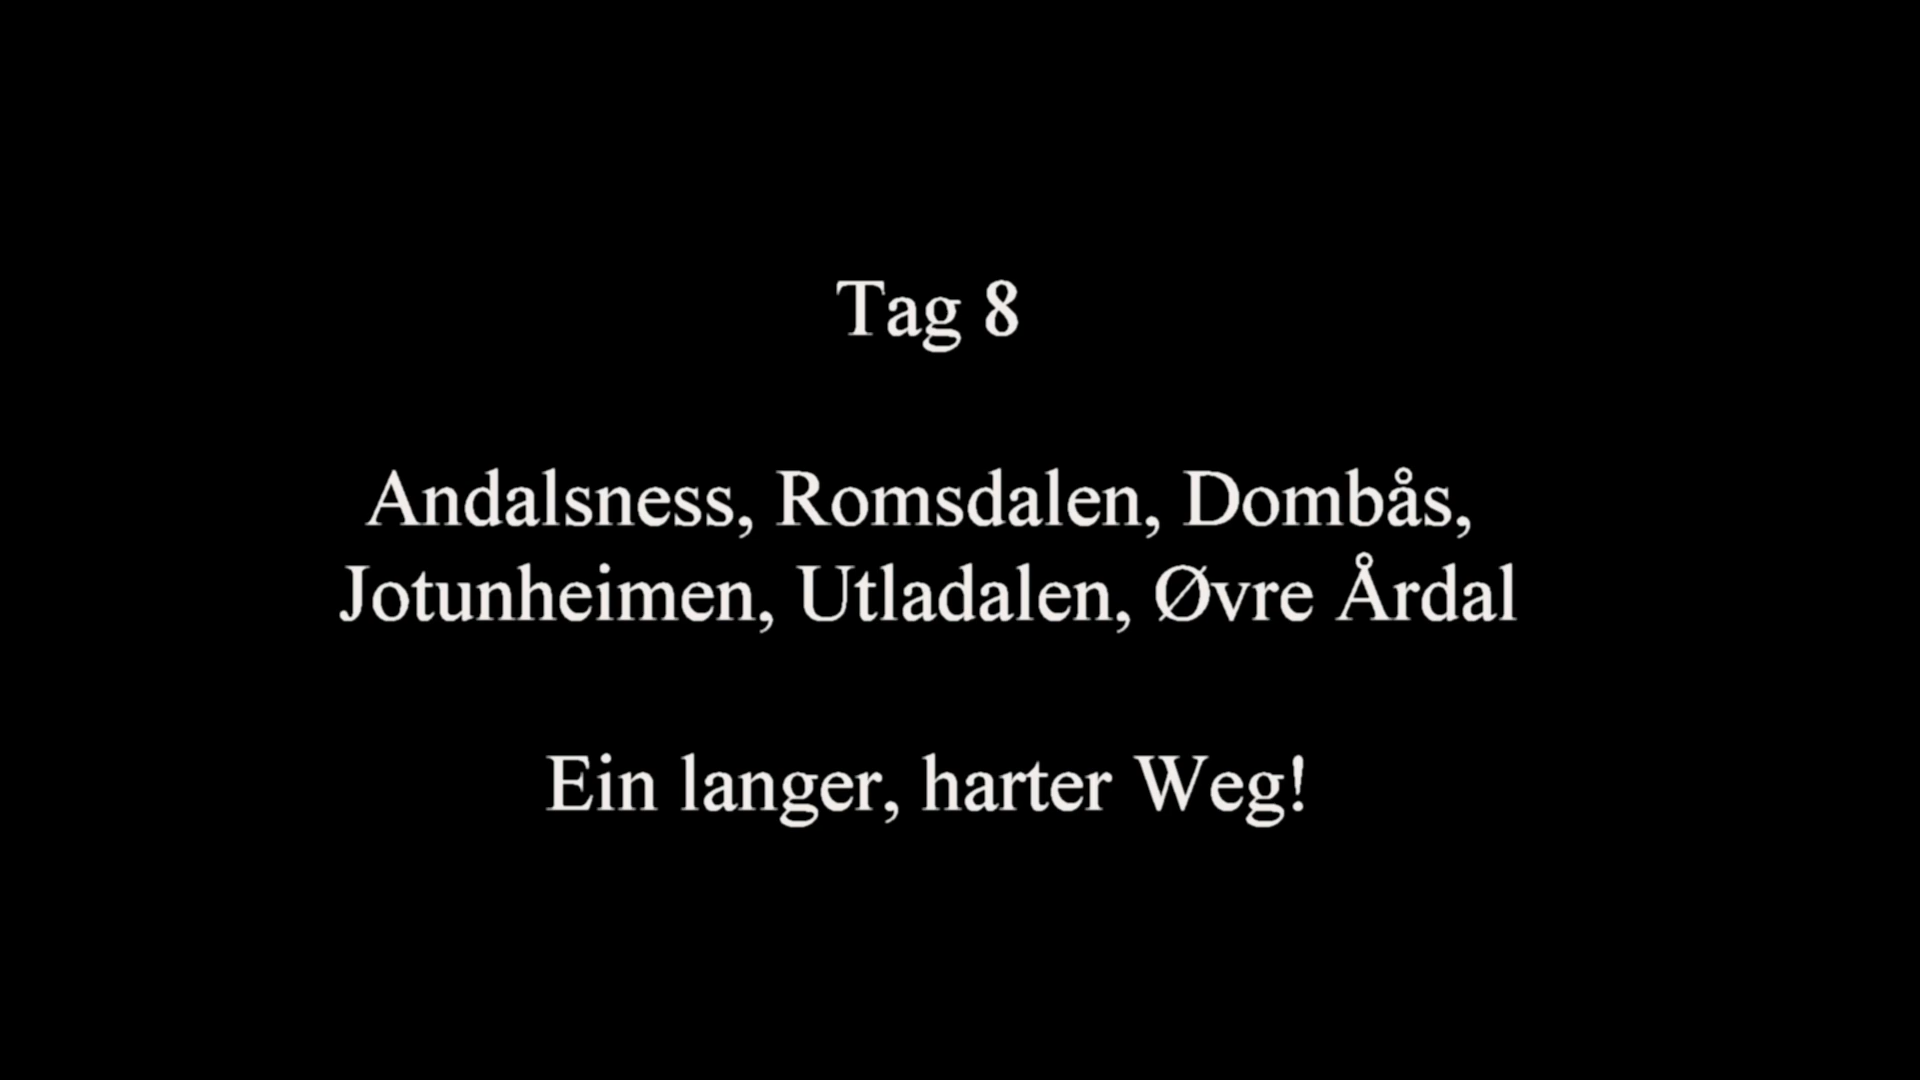 Tag 8
Andalsness, Romsdalen, Dombås,
Jotunheimen, Utladalen, Øvre Årdal
Ein langer, harter Weg!